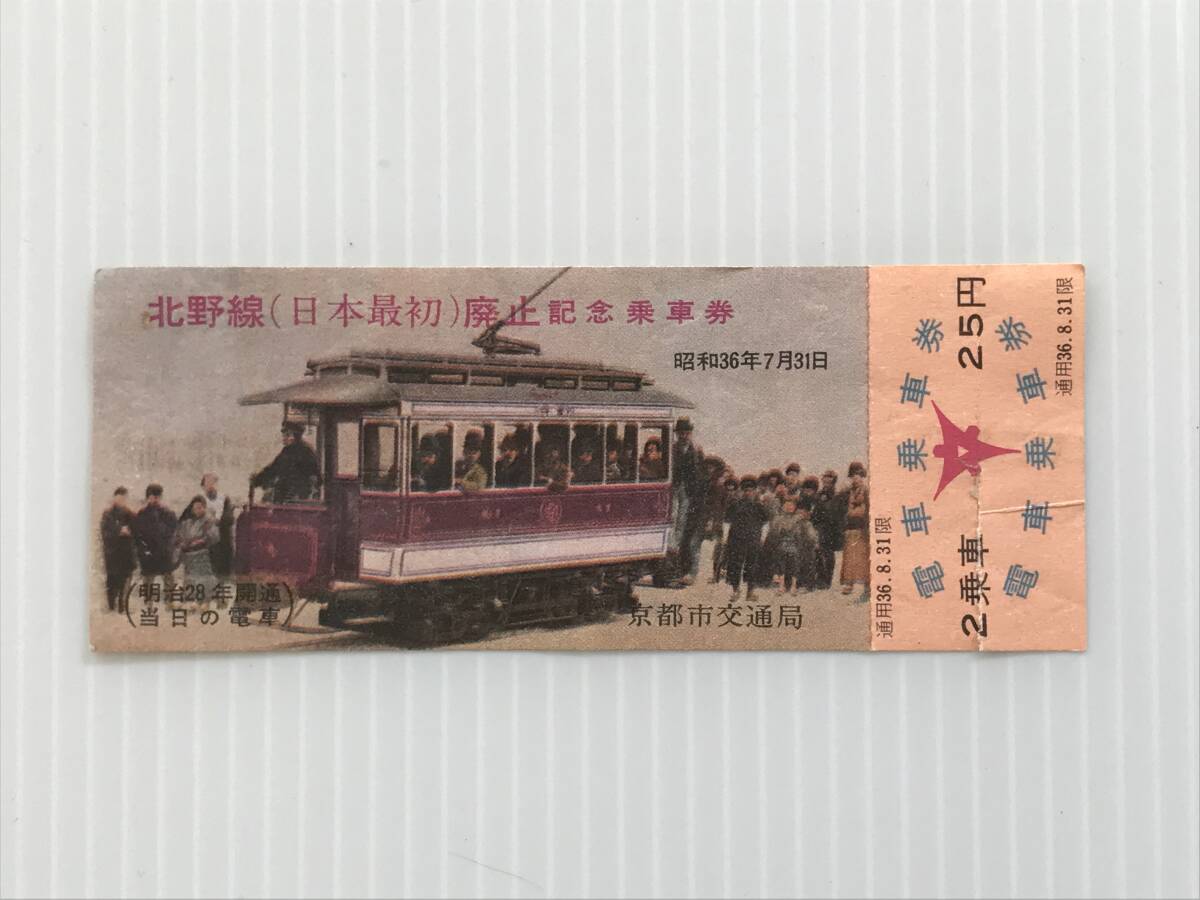 北野線(日本最初)廃止記念乗車券
昭和36年7月31日
(明治28年開通
当日の電車)
京都市交通局
通用36.8.31限
電車乗車券
2乗車 25円
電車乗車券
通用36.8.31限